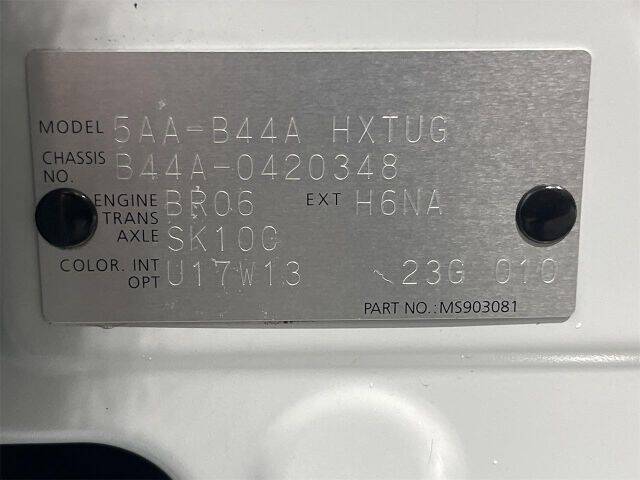 MODEL 5AA-B44A HXTUG
CHASSIS NO. B44A-0420348
ENGINE BR06 EXT H6NA
TRANS AXLE SK10C
COLOR. INT OPT U17W13 23G 010
PART NO.:MS903081